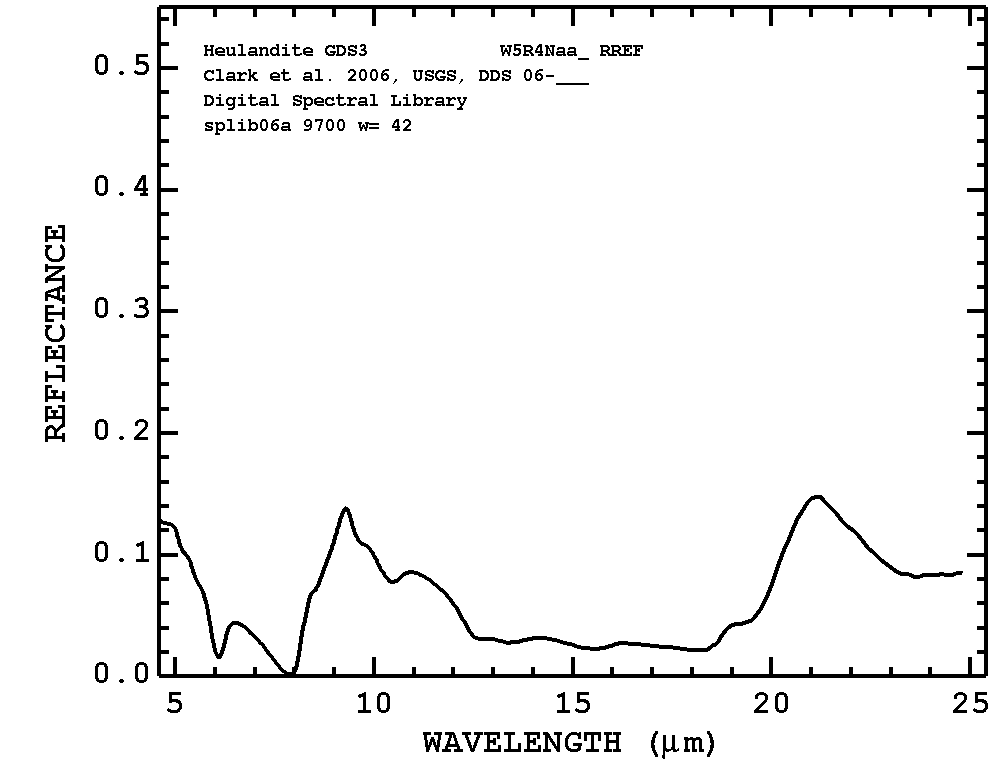 Heulandite GDS3 W5R4Naa_ RREF
Clark et al. 2006, USGS, DDS 06-___
Digital Spectral Library
splib06a 9700 w= 42
0.5
0.4
0.3
0.2
0.1
0.0
REFLECTANCE
5 10 15 20 25
WAVELENGTH (μm)